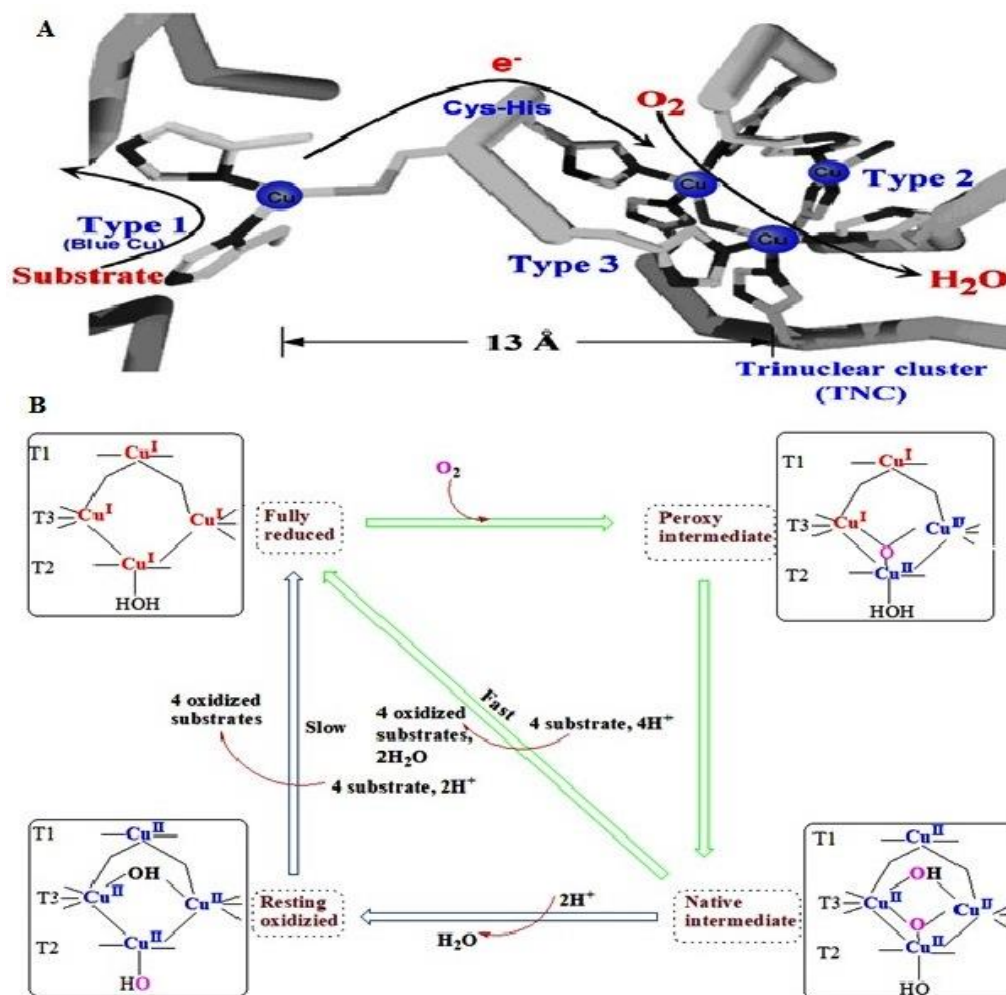 A
e⁻
Cys-His
O₂
Cu
Cu
Cu
Cu
Type 2
Type 1
(Blue Cu)
Substrate
Type 3
H₂O
13 Å
Trinuclear cluster
(TNC)
B
T1
Cuᴵ
T3
Cuᴵ
Cuᴵ
T2
Cuᴵ
HOH
Fully
reduced
O₂
Peroxy
intermediate
T1
Cuᴵ
T3
Cuᴵ
Cuᴵᴵ
O
T2
Cuᴵᴵ
HOH
4 oxidized
substrates
Slow
4 substrate, 2H⁺
Fast
4 oxidized
substrates,
2H₂O
4 substrate, 4H⁺
T1
Cuᴵᴵ
OH
T3
Cuᴵᴵ
Cuᴵᴵ
T2
Cuᴵᴵ
HO
Resting
oxidizied
2H⁺
H₂O
Native
intermediate
T1
Cuᴵᴵ
OH
T3
Cuᴵᴵ
Cuᴵᴵ
O
T2
Cuᴵᴵ
HO